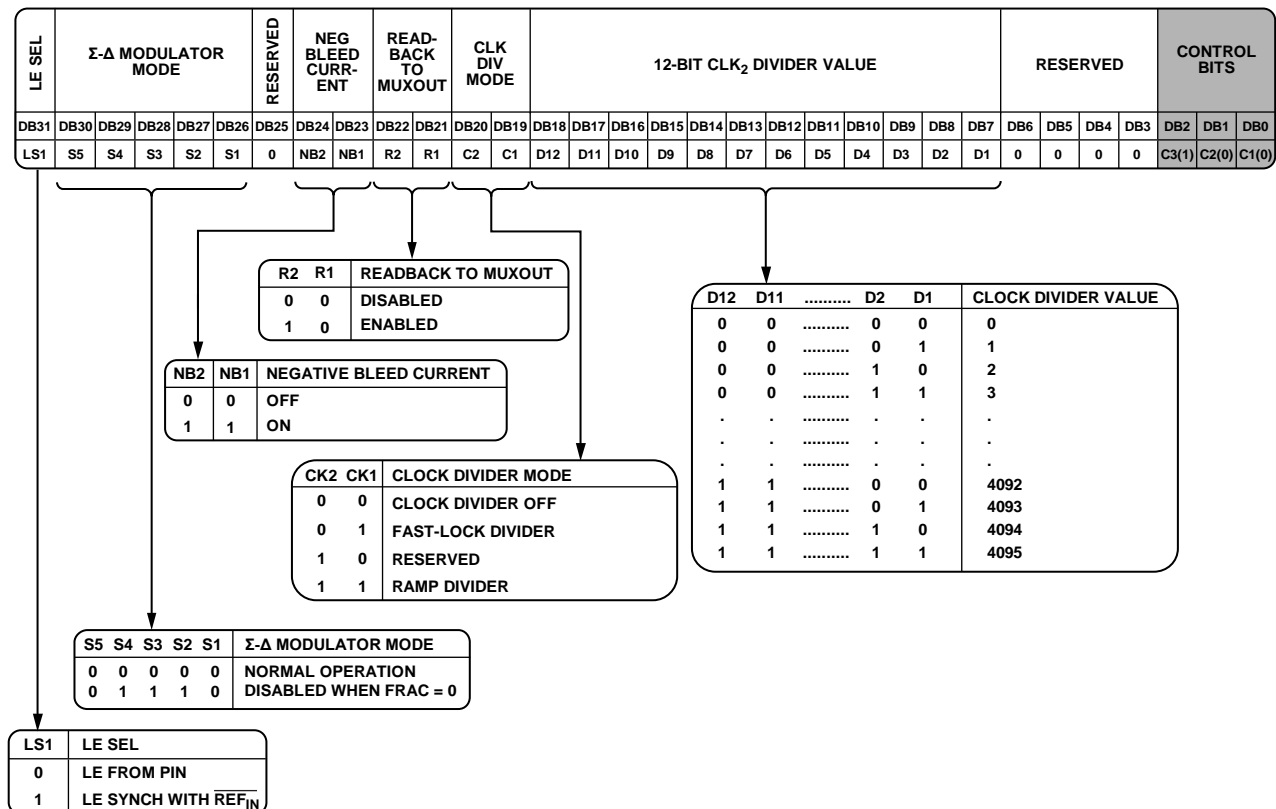 LE SEL
Σ-Δ MODULATOR
MODE
RESERVED
NEG
BLEED
CURR-
ENT
READ-
BACK
TO
MUXOUT
CLK
DIV
MODE
12-BIT CLK2 DIVIDER VALUE
RESERVED
CONTROL
BITS
DB31 DB30 DB29 DB28 DB27 DB26 DB25 DB24 DB23 DB22 DB21 DB20 DB19 DB18 DB17 DB16 DB15 DB14 DB13 DB12 DB11 DB10 DB9 DB8 DB7 DB6 DB5 DB4 DB3 DB2 DB1 DB0
LS1 S5 S4 S3 S2 S1 0 NB2 NB1 R2 R1 C2 C1 D12 D11 D10 D9 D8 D7 D6 D5 D4 D3 D2 D1 0 0 0 0 C3(1) C2(0) C1(0)
R2 R1 READBACK TO MUXOUT
0 0 DISABLED
1 0 ENABLED
D12 D11 .......... D2 D1 CLOCK DIVIDER VALUE
0 0 .......... 0 0 0
0 0 .......... 0 1 1
0 0 .......... 1 0 2
0 0 .......... 1 1 3
. . .......... . . .
. . .......... . . .
. . .......... . . .
1 1 .......... 0 0 4092
1 1 .......... 0 1 4093
1 1 .......... 1 0 4094
1 1 .......... 1 1 4095
NB2 NB1 NEGATIVE BLEED CURRENT
0 0 OFF
1 1 ON
CK2 CK1 CLOCK DIVIDER MODE
0 0 CLOCK DIVIDER OFF
0 1 FAST-LOCK DIVIDER
1 0 RESERVED
1 1 RAMP DIVIDER
S5 S4 S3 S2 S1 Σ-Δ MODULATOR MODE
0 0 0 0 0 NORMAL OPERATION
0 1 1 1 0 DISABLED WHEN FRAC = 0
LS1 LE SEL
0 LE FROM PIN
1 LE SYNCH WITH REFIN